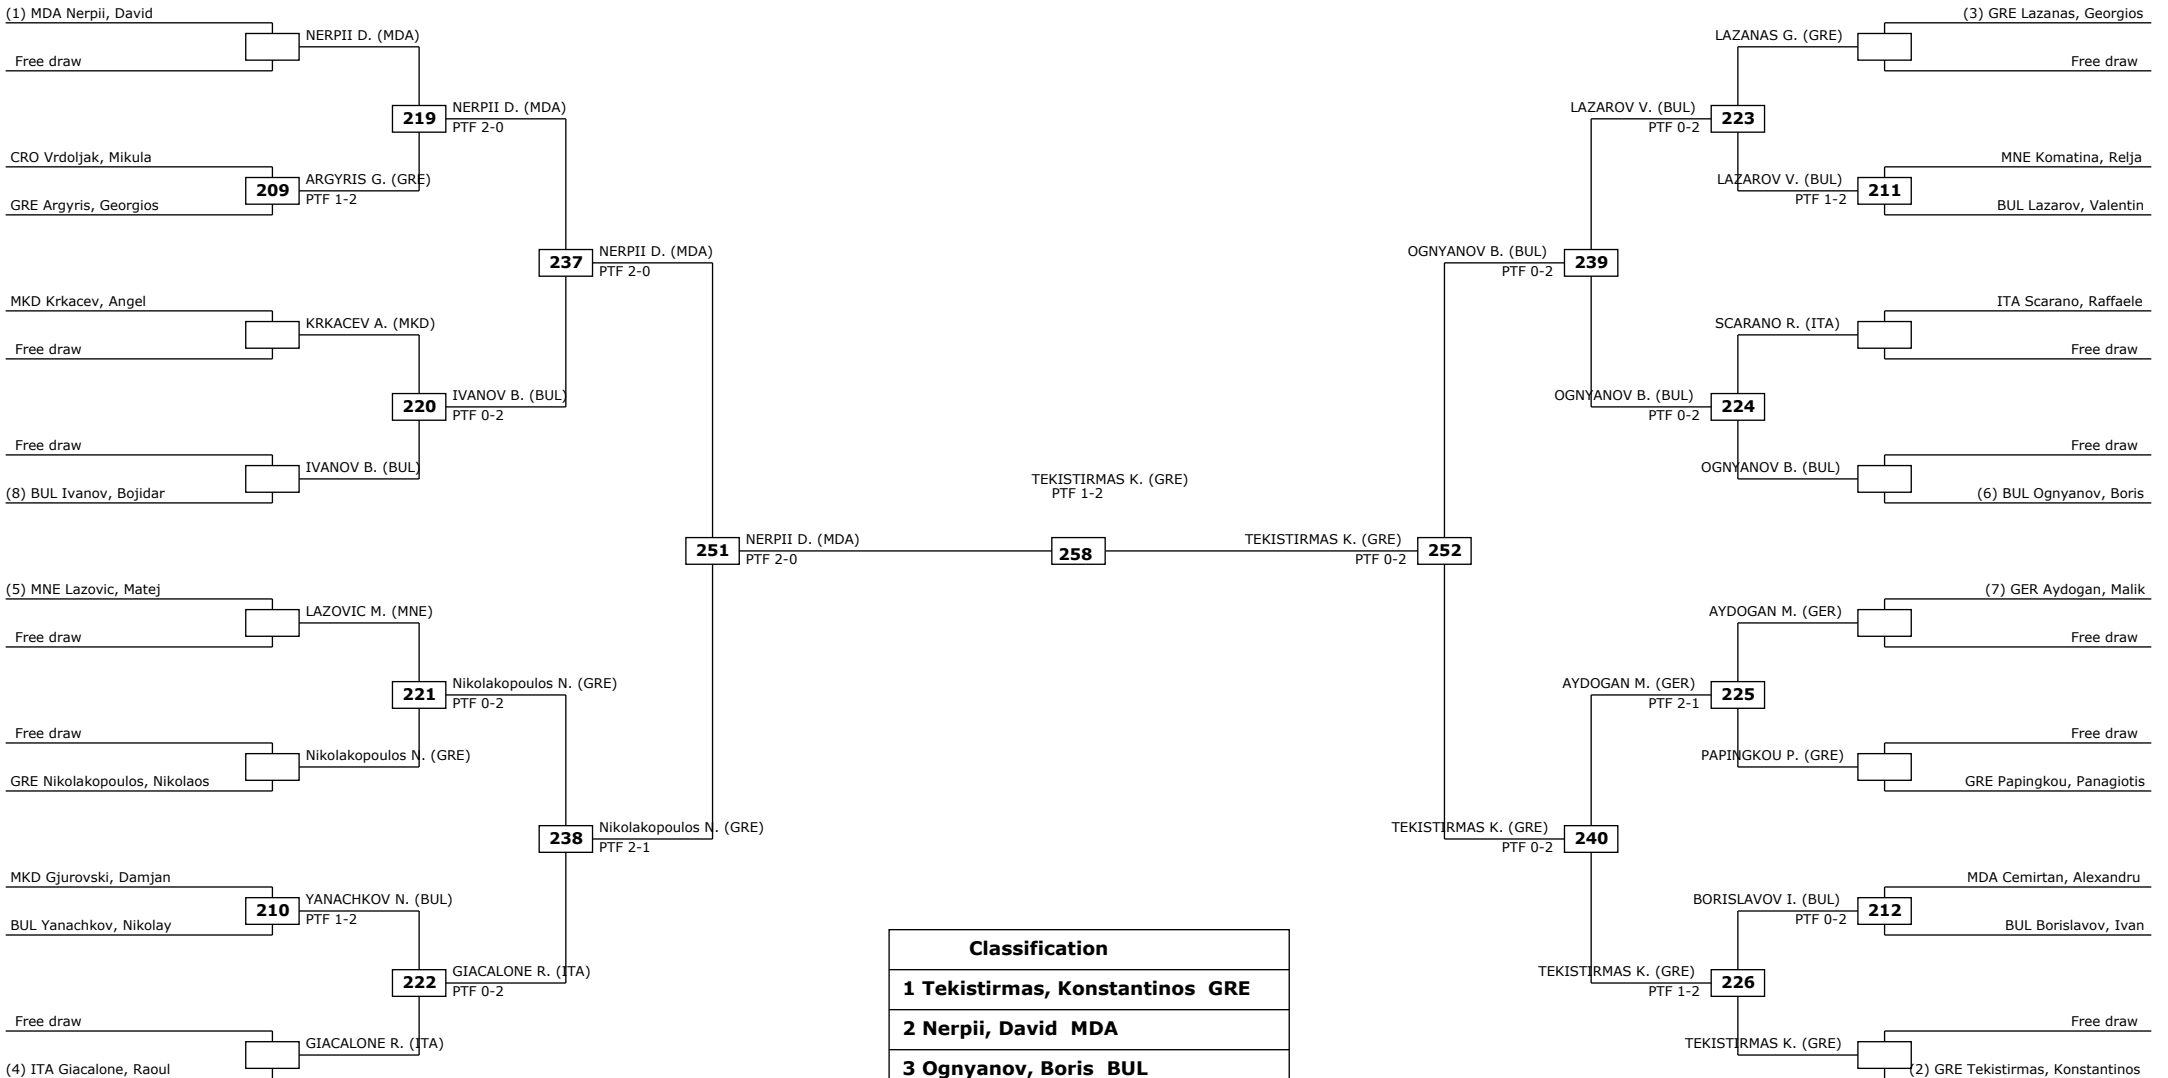 (1) MDA Nerpii, David
NERPII D. (MDA)
Free draw
219
NERPII D. (MDA)
PTF 2-0
CRO Vrdoljak, Mikula
209
ARGYRIS G. (GRE)
PTF 1-2
GRE Argyris, Georgios
237
NERPII D. (MDA)
PTF 2-0
MKD Krkacev, Angel
KRKACEV A. (MKD)
Free draw
220
IVANOV B. (BUL)
PTF 0-2
Free draw
IVANOV B. (BUL)
(8) BUL Ivanov, Bojidar
251
NERPII D. (MDA)
PTF 2-0
(5) MNE Lazovic, Matej
LAZOVIC M. (MNE)
Free draw
221
Nikolakopoulos N. (GRE)
PTF 0-2
Free draw
Nikolakopoulos N. (GRE)
GRE Nikolakopoulos, Nikolaos
238
Nikolakopoulos N. (GRE)
PTF 2-1
MKD Gjurovski, Damjan
210
YANACHKOV N. (BUL)
PTF 1-2
BUL Yanachkov, Nikolay
222
GIACALONE R. (ITA)
PTF 0-2
Free draw
GIACALONE R. (ITA)
(4) ITA Giacalone, Raoul
TEKISTIRMAS K. (GRE)
PTF 1-2
258
(3) GRE Lazanas, Georgios
LAZANAS G. (GRE)
Free draw
LAZAROV V. (BUL)
PTF 0-2
223
MNE Komatina, Relja
LAZAROV V. (BUL)
PTF 1-2
211
BUL Lazarov, Valentin
OGNYANOV B. (BUL)
PTF 0-2
239
ITA Scarano, Raffaele
SCARANO R. (ITA)
Free draw
OGNYANOV B. (BUL)
PTF 0-2
224
Free draw
OGNYANOV B. (BUL)
(6) BUL Ognyanov, Boris
TEKISTIRMAS K. (GRE)
PTF 0-2
252
(7) GER Aydogan, Malik
AYDOGAN M. (GER)
Free draw
AYDOGAN M. (GER)
PTF 2-1
225
Free draw
PAPINGKOU P. (GRE)
GRE Papingkou, Panagiotis
TEKISTIRMAS K. (GRE)
PTF 0-2
240
MDA Cemirtan, Alexandru
BORISLAVOV I. (BUL)
PTF 0-2
212
BUL Borislavov, Ivan
TEKISTIRMAS K. (GRE)
PTF 1-2
226
Free draw
TEKISTIRMAS K. (GRE)
(2) GRE Tekistirmas, Konstantinos
Classification
1 Tekistirmas, Konstantinos GRE
2 Nerpii, David MDA
3 Ognyanov, Boris BUL